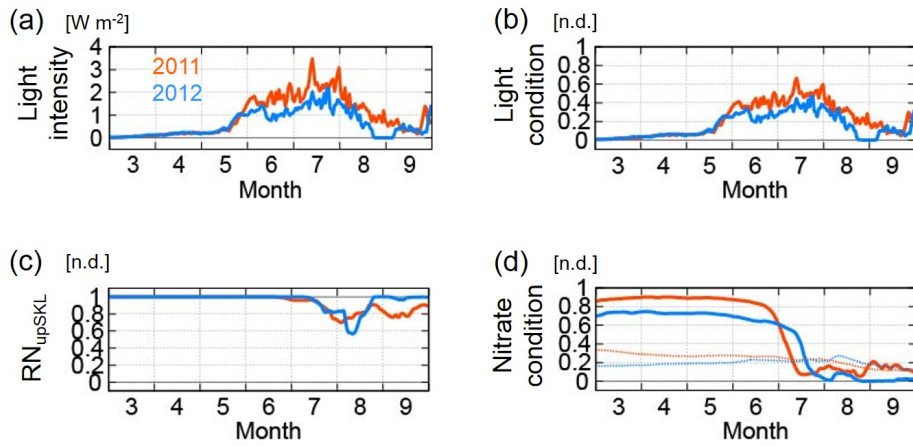 (a) [W m-2]
Light intensity
4
3
2
1
0
2011
2012
3 4 5 6 7 8 9
Month
(b) [n.d.]
Light condition
1
0.8
0.6
0.4
0.2
0
3 4 5 6 7 8 9
Month
(c) [n.d.]
RNupSKL
1
0.8
0.6
0.4
0.2
0
3 4 5 6 7 8 9
Month
(d) [n.d.]
Nitrate condition
1
0.8
0.6
0.4
0.2
0
3 4 5 6 7 8 9
Month